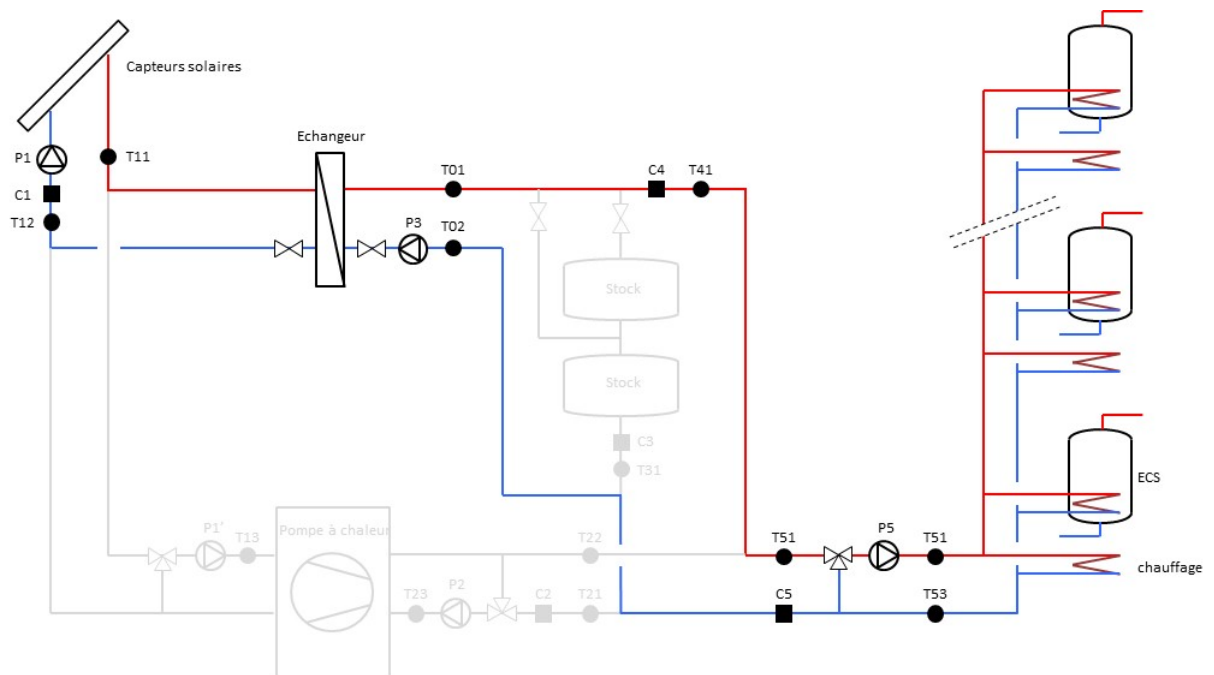 Capteurs solaires
Echangeur
P1
T11
T01
C4
T41
C1
P3
T02
T12
Stock
Stock
C3
T31
ECS
P1'
T13
Pompe à chaleur
T22
T51
P5
T51
chauffage
T23
P2
C2
T21
C5
T53